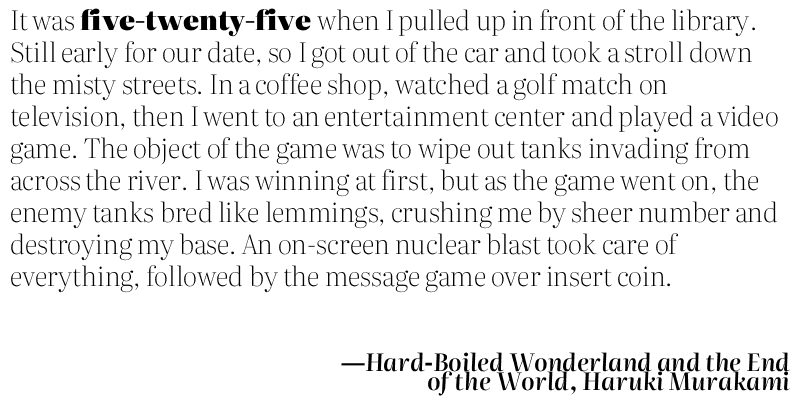 It was five-twenty-five when I pulled up in front of the library.
Still early for our date, so I got out of the car and took a stroll down
the misty streets. In a coffee shop, watched a golf match on
television, then I went to an entertainment center and played a video
game. The object of the game was to wipe out tanks invading from
across the river. I was winning at first, but as the game went on, the
enemy tanks bred like lemmings, crushing me by sheer number and
destroying my base. An on-screen nuclear blast took care of
everything, followed by the message game over insert coin.
—Hard-Boiled Wonderland and the End
of the World, Haruki Murakami